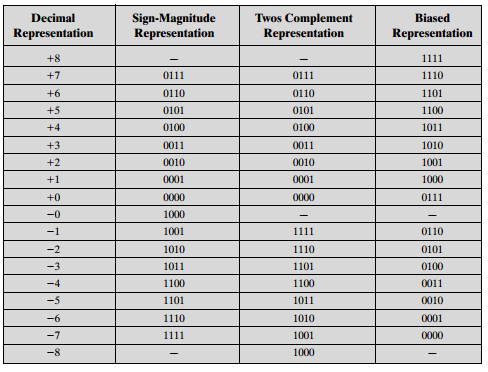 Decimal Representation Sign-Magnitude Representation Twos Complement Representation Biased Representation
+8 – – 1111
+7 0111 0111 1110
+6 0110 0110 1101
+5 0101 0101 1100
+4 0100 0100 1011
+3 0011 0011 1010
+2 0010 0010 1001
+1 0001 0001 1000
+0 0000 0000 0111
−0 1000 – –
−1 1001 1111 0110
−2 1010 1110 0101
−3 1011 1101 0100
−4 1100 1100 0011
−5 1101 1011 0010
−6 1110 1010 0001
−7 1111 1001 0000
−8 – 1000 –